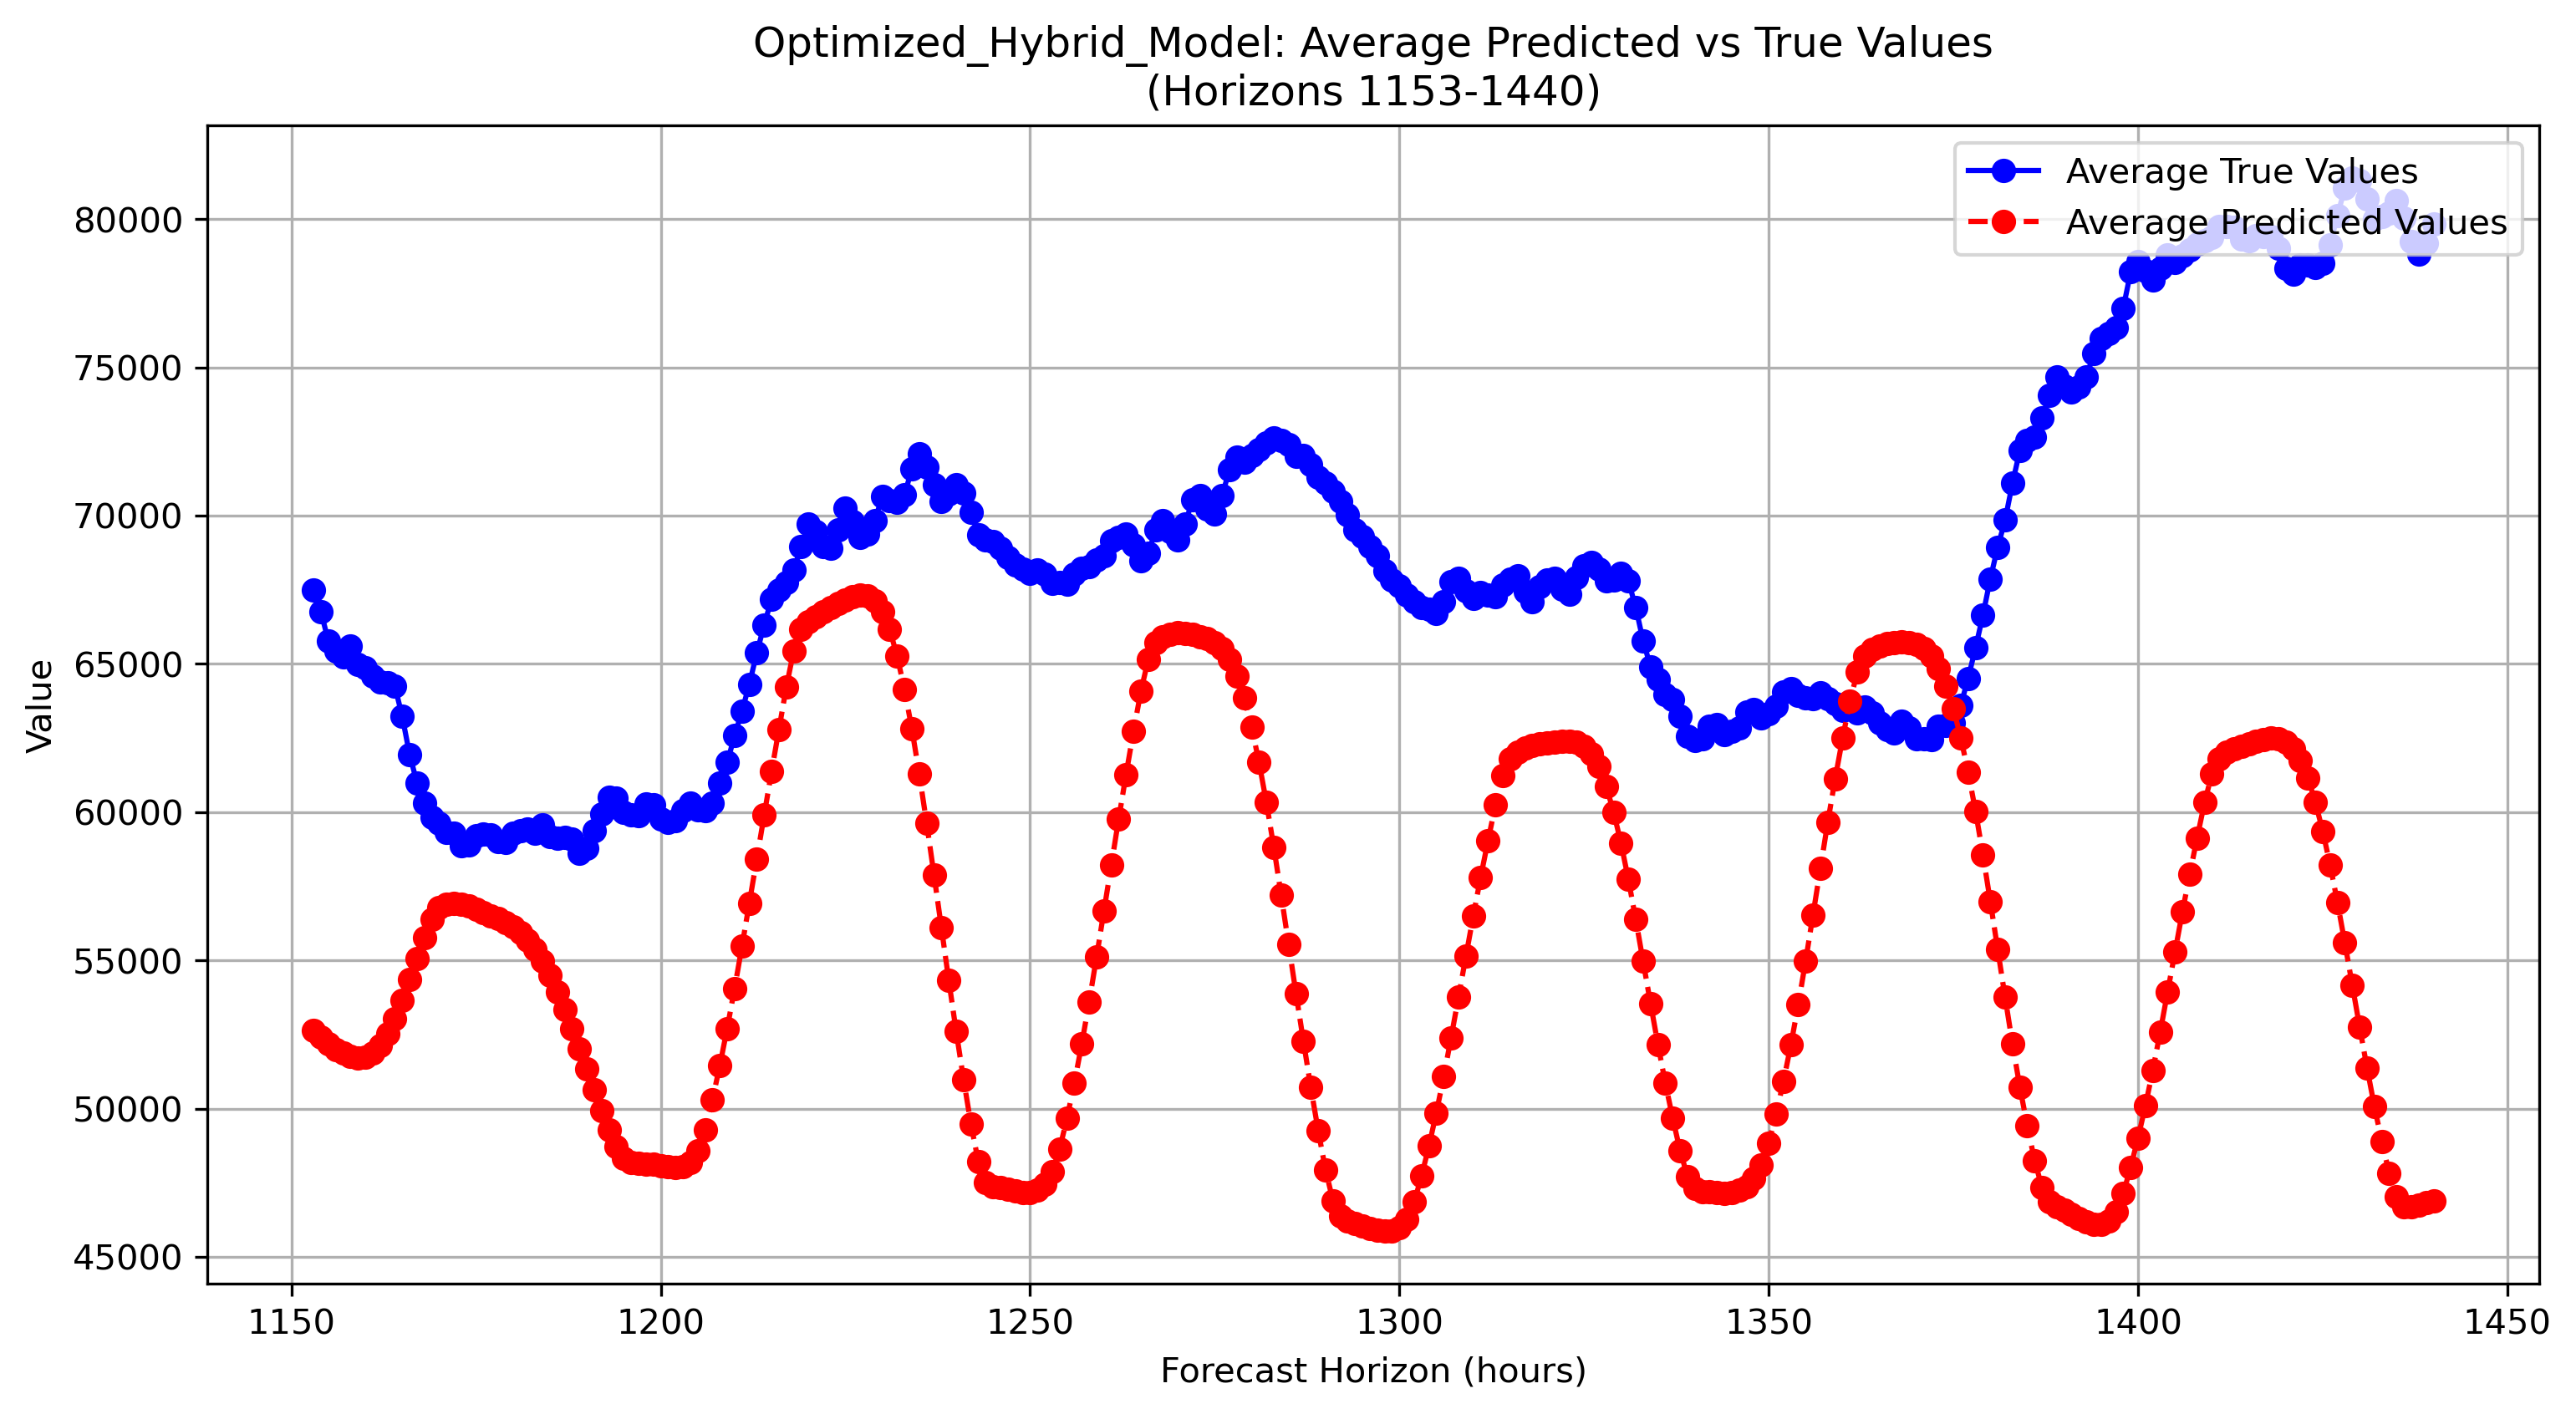 Optimized_Hybrid_Model: Average Predicted vs True Values
(Horizons 1153-1440)
Average True Values
Average Predicted Values
80000
75000
70000
65000
60000
55000
50000
45000
Value
1150
1200
1250
1300
1350
1400
1450
Forecast Horizon (hours)